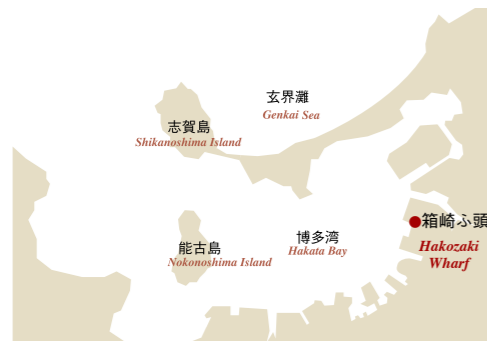 玄界灘
Genkai Sea
志賀島
Shikanoshima Island
箱崎ふ頭
Hakozaki
Wharf
博多湾
Hakata Bay
能古島
Nokonoshima Island